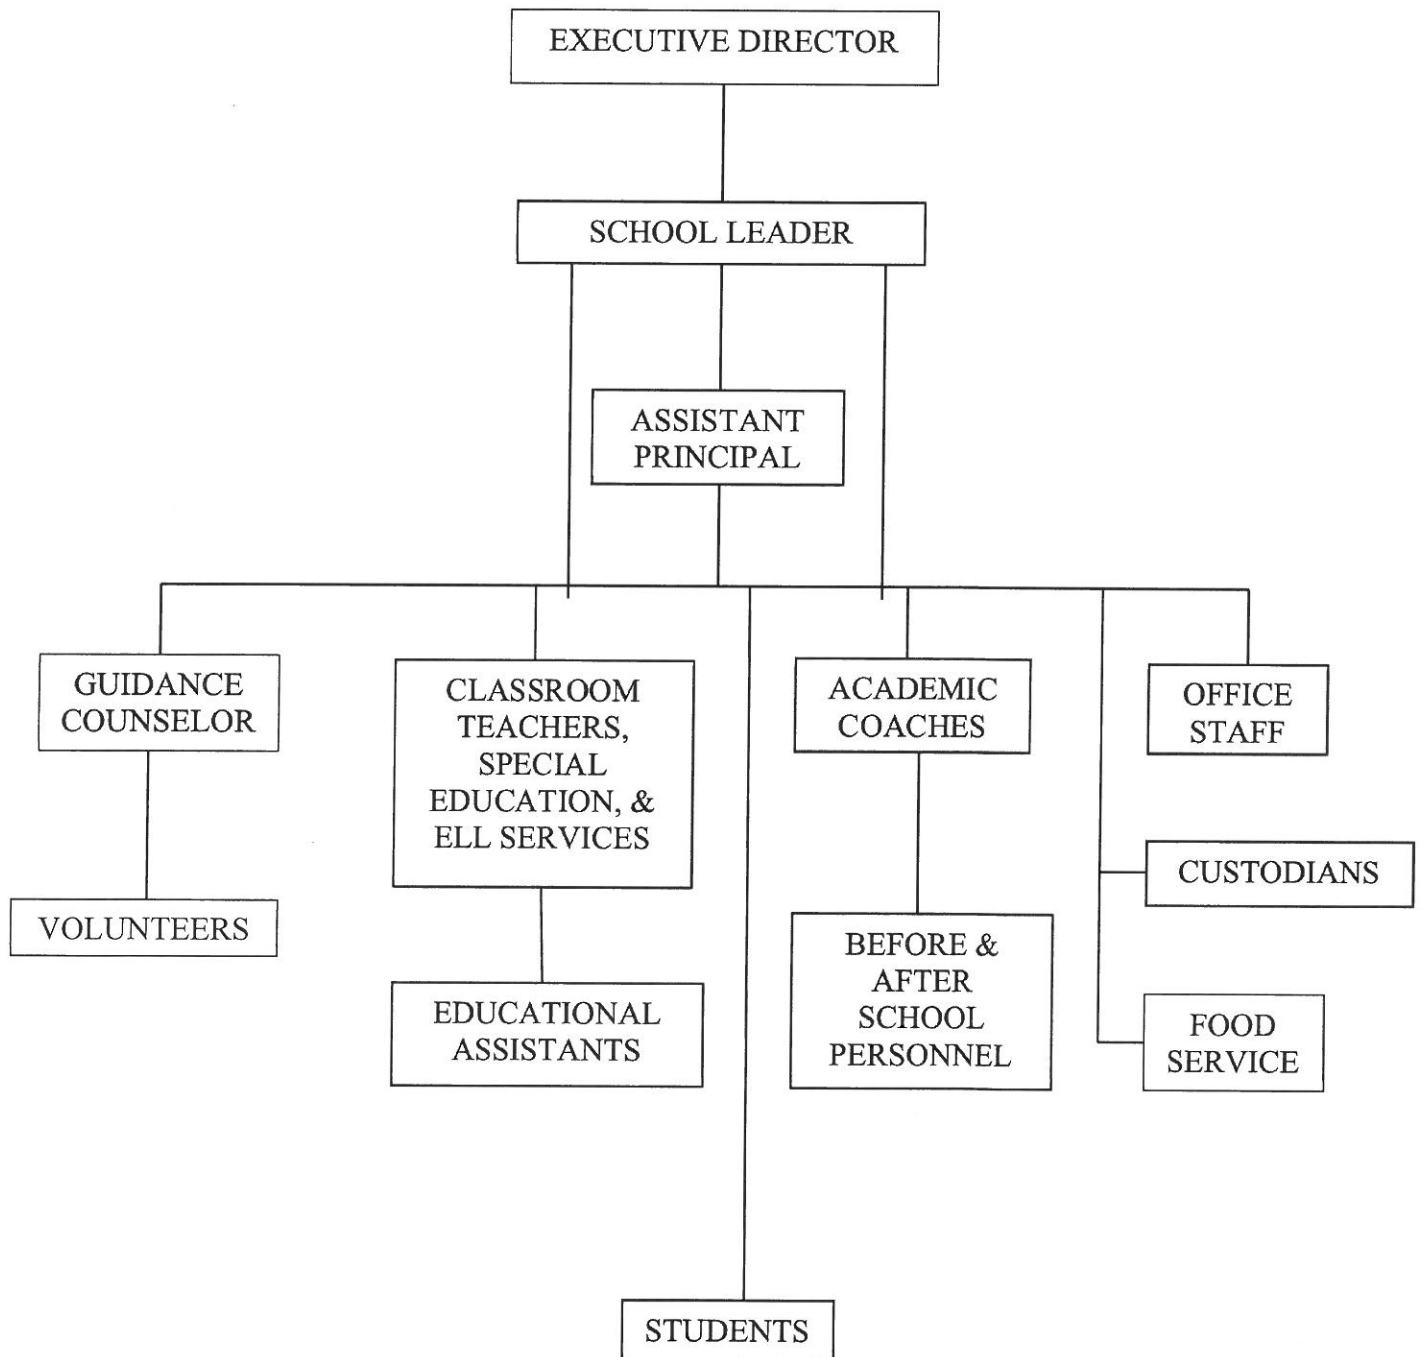 EXECUTIVE DIRECTOR
SCHOOL LEADER
ASSISTANT
PRINCIPAL
GUIDANCE
COUNSELOR
CLASSROOM
TEACHERS,
SPECIAL
EDUCATION, &
ELL SERVICES
ACADEMIC
COACHES
OFFICE
STAFF
VOLUNTEERS
EDUCATIONAL
ASSISTANTS
BEFORE &
AFTER
SCHOOL
PERSONNEL
CUSTODIANS
FOOD
SERVICE
STUDENTS